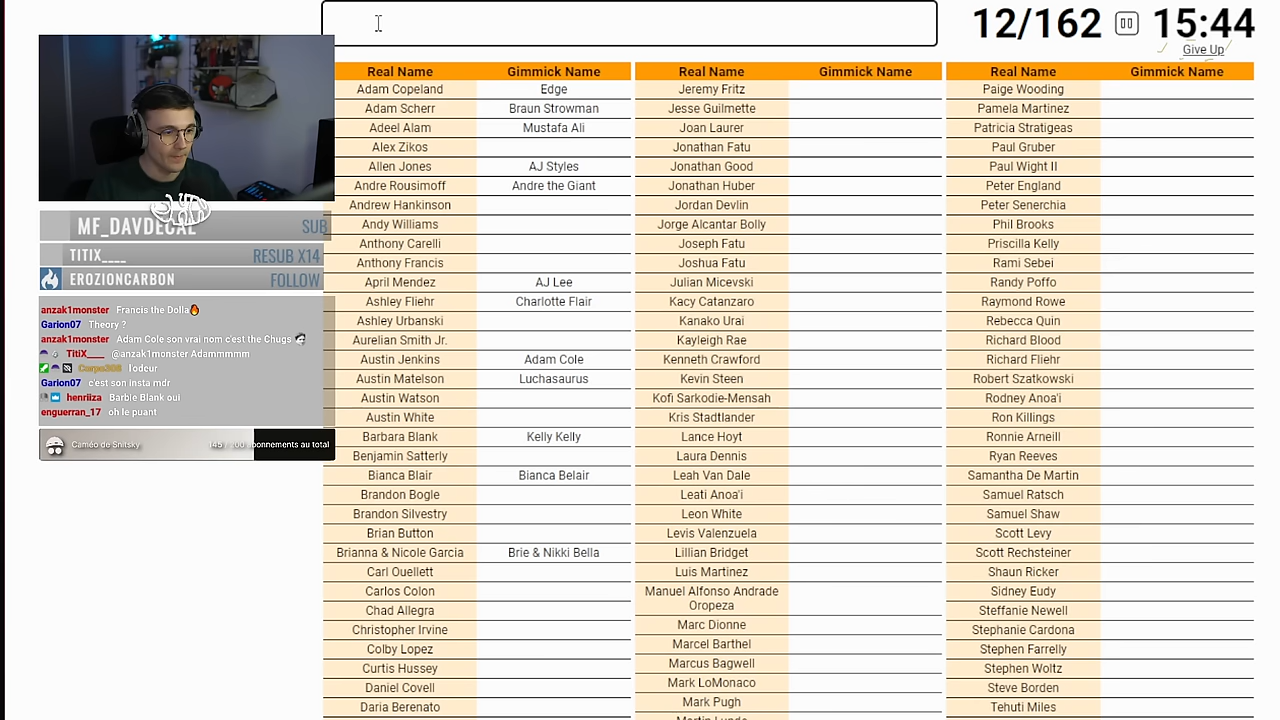 12/162 15:44
Give Up
Real Name Gimmick Name
Adam Copeland Edge
Adam Scherr Braun Strowman
Adeel Alam Mustafa Ali
Alex Zikos
Allen Jones AJ Styles
Andre Rousimoff Andre the Giant
Andrew Hankinson
Andy Williams
Anthony Carelli
Anthony Francis
April Mendez AJ Lee
Ashley Fliehr Charlotte Flair
Ashley Urbanski
Aurelian Smith Jr.
Austin Jenkins Adam Cole
Austin Matelson Luchasaurus
Austin Watson
Austin White
Barbara Blank Kelly Kelly
Benjamin Satterly
Bianca Blair Bianca Belair
Brandon Bogle
Brandon Silvestry
Brian Button
Brianna & Nicole Garcia Brie & Nikki Bella
Carl Ouellett
Carlos Colon
Chad Allegra
Christopher Irvine
Colby Lopez
Curtis Hussey
Daniel Covell
Daria Berenato
Real Name Gimmick Name
Jeremy Fritz
Jesse Guilmette
Joan Laurer
Jonathan Fatu
Jonathan Good
Jonathan Huber
Jordan Devlin
Jorge Alcantar Bolly
Joseph Fatu
Joshua Fatu
Julian Micevski
Kacy Catanzaro
Kanako Urai
Kayleigh Rae
Kenneth Crawford
Kevin Steen
Kofi Sarkodie-Mensah
Kris Stadtlander
Lance Hoyt
Laura Dennis
Leah Van Dale
Leati Anoa'i
Leon White
Levis Valenzuela
Lillian Bridget
Luis Martinez
Manuel Alfonso Andrade
Oropeza
Marc Dionne
Marcel Barthel
Marcus Bagwell
Mark LoMonaco
Mark Pugh
Real Name Gimmick Name
Paige Wooding
Pamela Martinez
Patricia Stratigeas
Paul Gruber
Paul Wight II
Peter England
Peter Senerchia
Phil Brooks
Priscilla Kelly
Rami Sebei
Randy Poffo
Raymond Rowe
Rebecca Quin
Richard Blood
Richard Fliehr
Robert Szatkowski
Rodney Anoa'i
Ron Killings
Ronnie Arneill
Ryan Reeves
Samantha De Martin
Samuel Ratsch
Samuel Shaw
Scott Levy
Scott Rechsteiner
Shaun Ricker
Sidney Eudy
Steffanie Newell
Stephanie Cardona
Stephen Farrelly
Stephen Woltz
Steve Borden
Tehuti Miles
MF_DAVDECAL SUB
TITIX____ RESUB X14
EROZIONCARBON FOLLOW
anzak1monster Francis the Dolla
Garion07 Theory ?
anzak1monster Adam Cole son vrai nom c'est the Chugs
TitiX___ @anzak1monster Adammmmm
l'odeur
Garion07 c'est son insta mdr
henriiza Barbie Blank oui
enguerran_17 oh le puant
Caméo de Snitsky abonnements au total